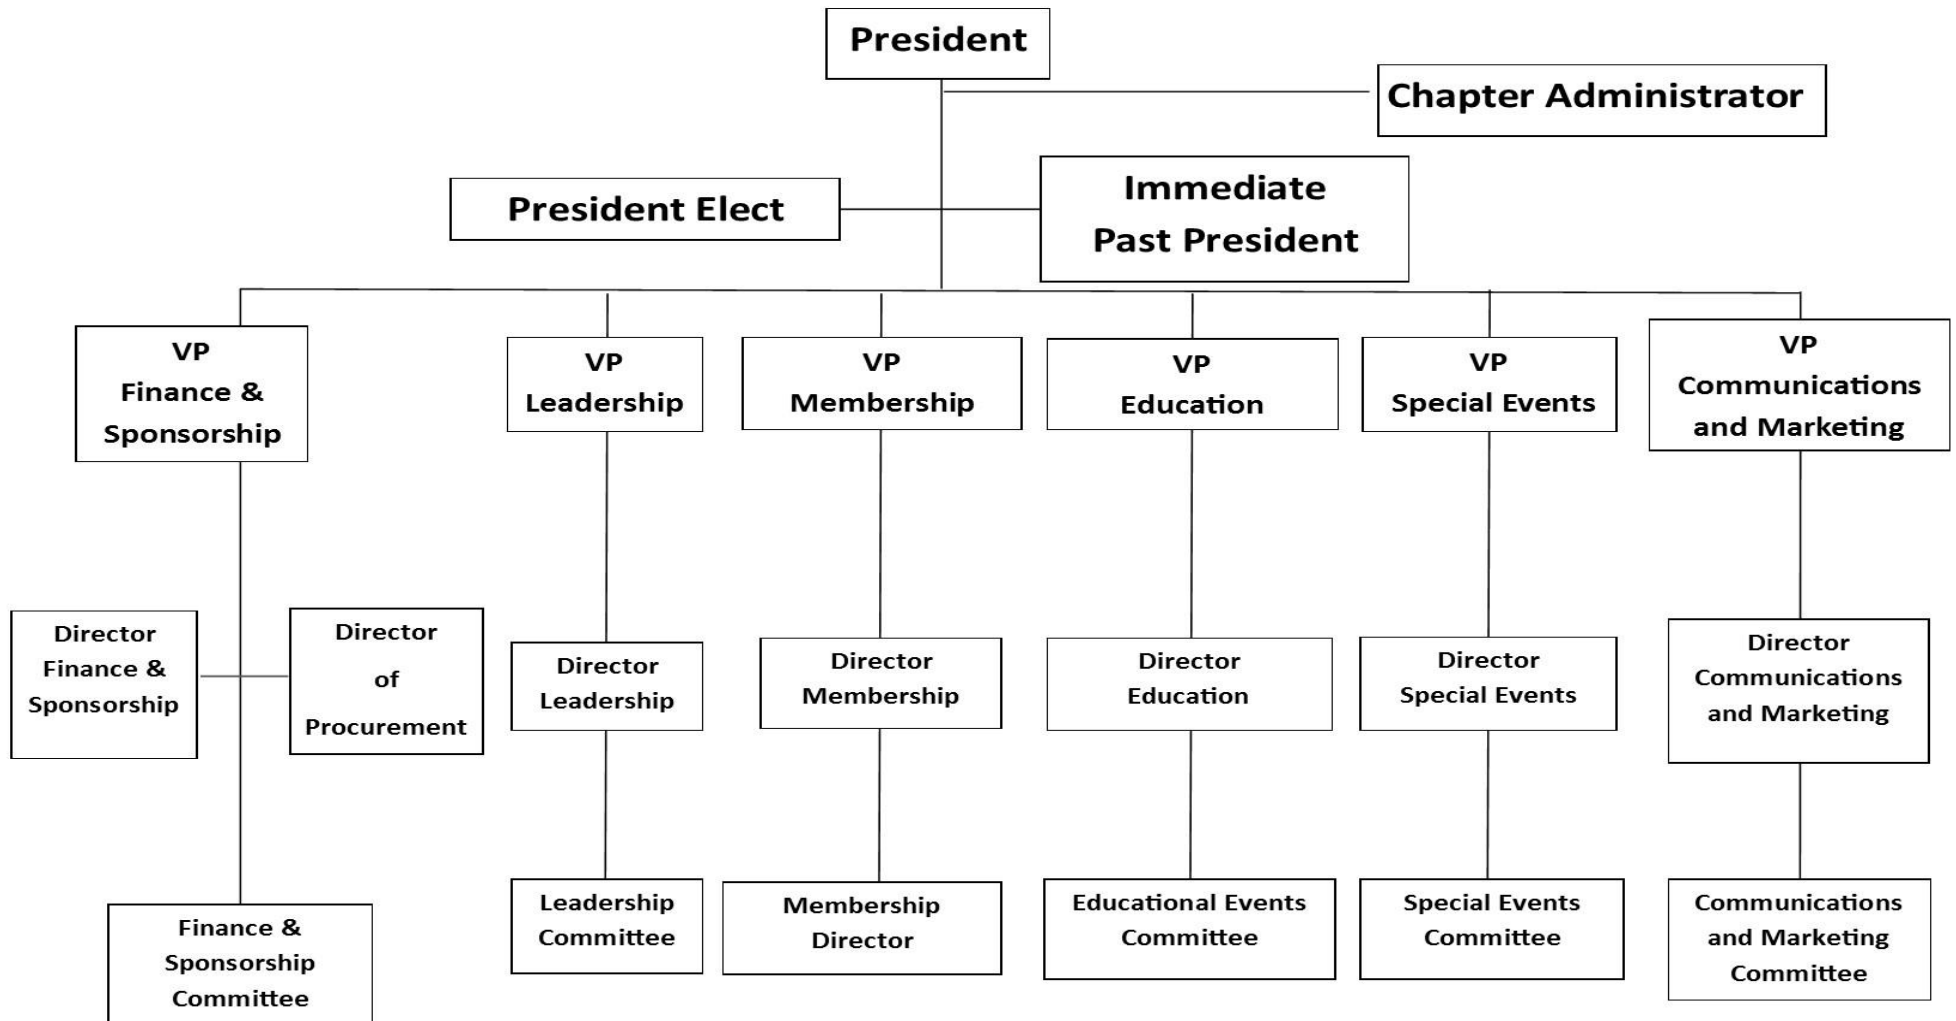 President
Chapter Administrator
President Elect
Immediate
Past President
VP
Finance &
Sponsorship
VP
Leadership
VP
Membership
VP
Education
VP
Special Events
VP
Communications
and Marketing
Director
Finance &
Sponsorship
Director
of
Procurement
Director
Leadership
Director
Membership
Director
Education
Director
Special Events
Director
Communications
and Marketing
Finance &
Sponsorship
Committee
Leadership
Committee
Membership
Director
Educational Events
Committee
Special Events
Committee
Communications
and Marketing
Committee